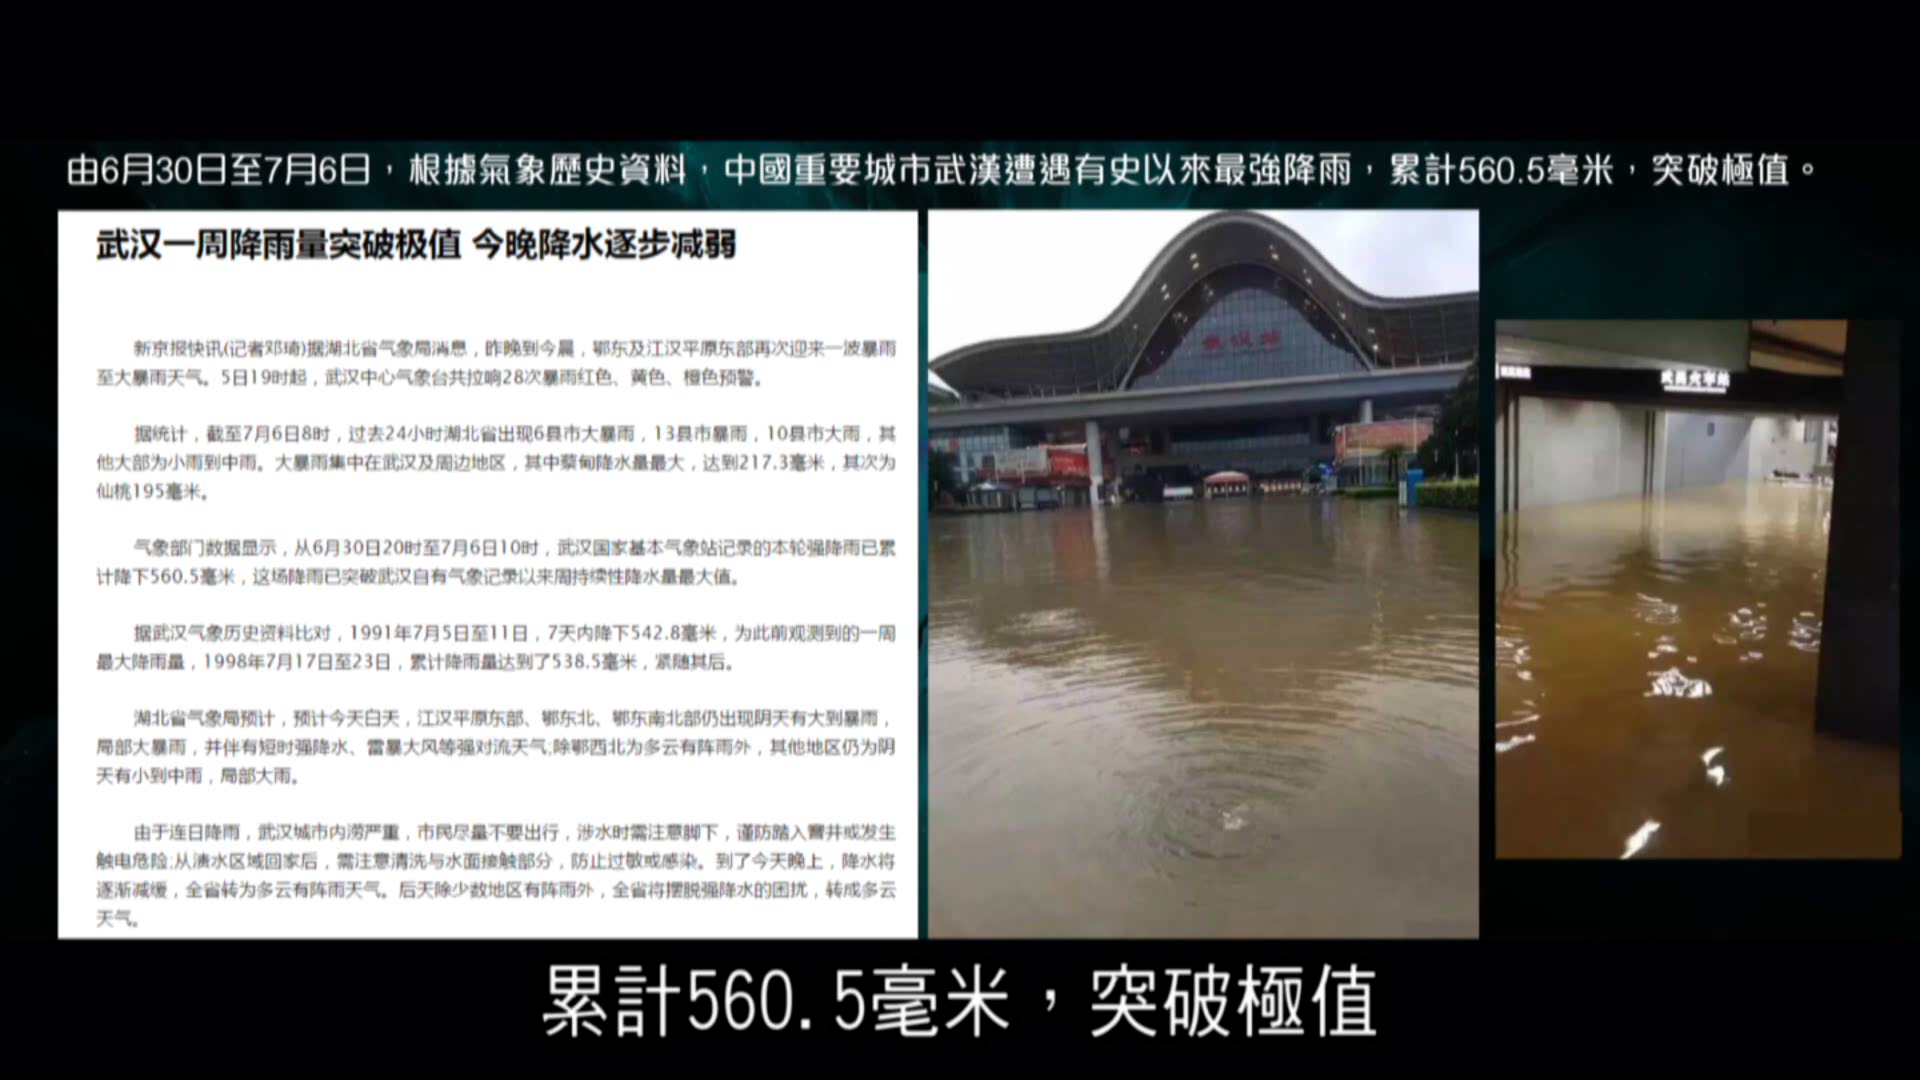 由6月30日至7月6日，根據氣象歷史資料，中國重要城市武漢遭遇有史以來最強降雨，累計560.5毫米，突破極值。
武汉一周降雨量突破极值 今晚降水逐步减弱
新京报快讯(记者邓琦)据湖北省气象局消息，昨晚到今晨，鄂东及江汉平原东部再次迎来一波暴雨
至大暴雨天气。5日19时起，武汉中心气象台共拉响28次暴雨红色、黄色、橙色预警。
据统计，截至7月6日8时，过去24小时湖北省出现6县市大暴雨，13县市暴雨，10县市大雨，其
他大部为小雨到中雨。大暴雨集中在武汉及周边地区，其中蔡甸降水量最大，达到217.3毫米，其次为
仙桃195毫米。
气象部门数据显示，从6月30日20时至7月6日10时，武汉国家基本气象站记录的本轮强降雨已累
计降下560.5毫米，这场降雨已突破武汉自有气象记录以来周持续性降水量最大值。
据武汉气象历史资料比对，1991年7月5日至11日，7天内降下542.8毫米，为此前观测到的一周
最大降雨量，1998年7月17日至23日，累计降雨量达到了538.5毫米，紧随其后。
湖北省气象局预计，预计今天白天，江汉平原东部、鄂东北、鄂东南北部仍出现阴天有大到暴雨，
局部大暴雨，并伴有短时强降水、雷暴大风等强对流天气;除鄂西北为多云有阵雨外，其他地区仍为阴
天有小到中雨，局部大雨。
由于连日降雨，武汉城市内涝严重，市民尽量不要出行，涉水时需注意脚下，谨防踏入窨井或发生
触电危险;从渍水区域回家后，需注意清洗与水面接触部分，防止过敏或感染。到了今天晚上，降水将
逐渐减缓，全省转为多云有阵雨天气。后天除少数地区有阵雨外，全省将摆脱强降水的困扰，转成多云
天气。
武汉站
武昌火车站
累計560.5毫米，突破極值